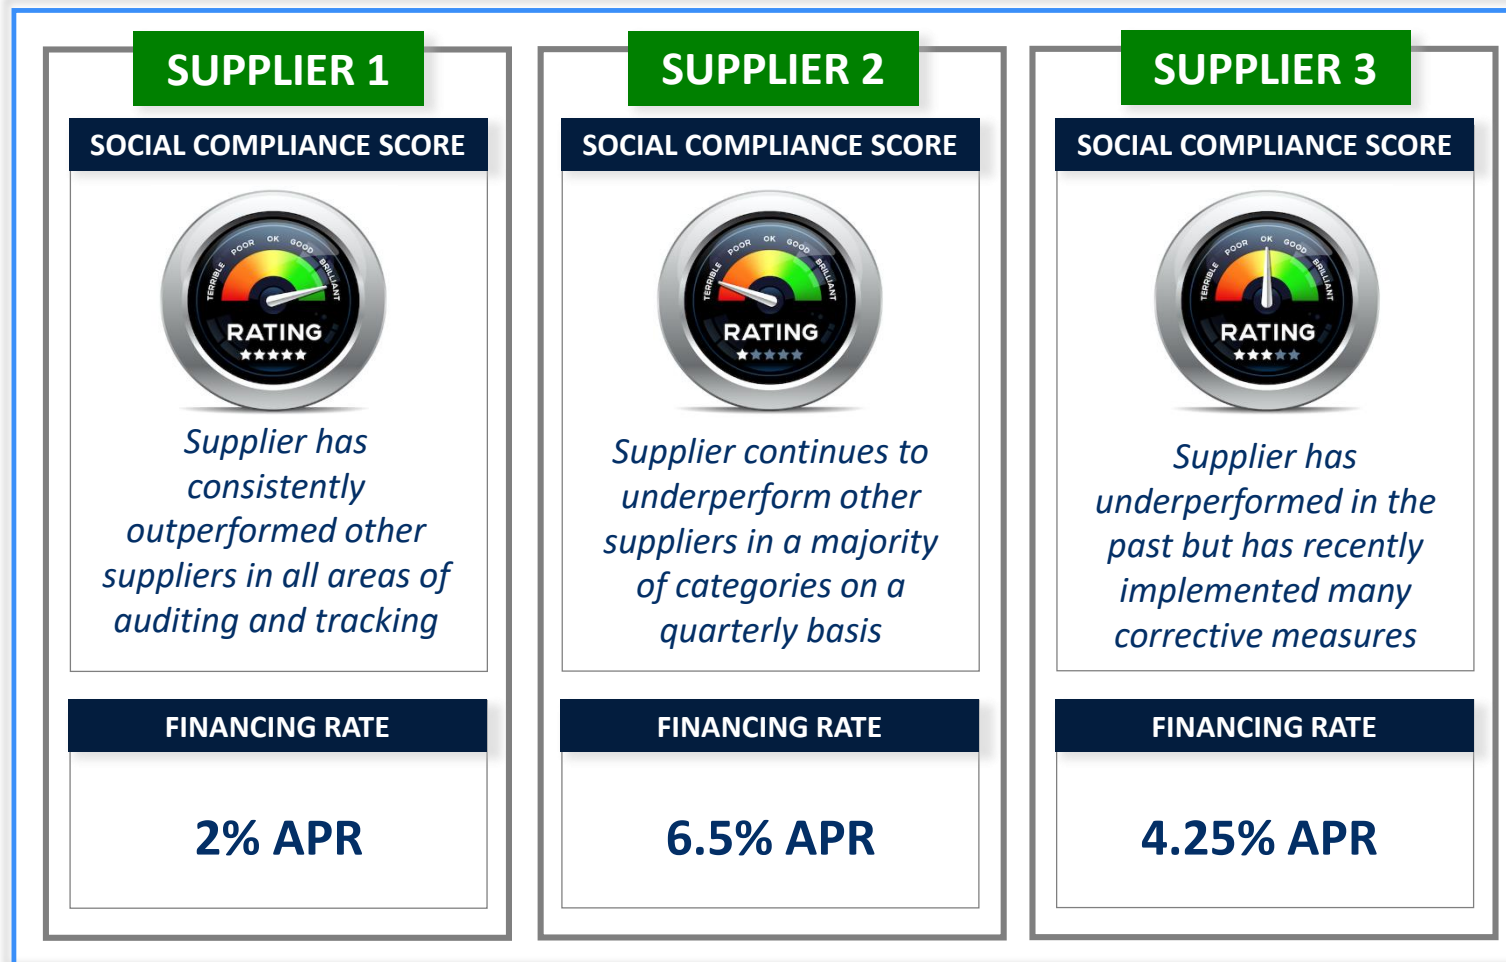 SUPPLIER 1
SOCIAL COMPLIANCE SCORE
TERRIBLE POOR OK GOOD BRILLIANT
RATING
Supplier has
consistently
outperformed other
suppliers in all areas of
auditing and tracking
FINANCING RATE
2% APR
SUPPLIER 2
SOCIAL COMPLIANCE SCORE
TERRIBLE POOR OK GOOD BRILLIANT
RATING
Supplier continues to
underperform other
suppliers in a majority
of categories on a
quarterly basis
FINANCING RATE
6.5% APR
SUPPLIER 3
SOCIAL COMPLIANCE SCORE
TERRIBLE POOR OK GOOD BRILLIANT
RATING
Supplier has
underperformed in the
past but has recently
implemented many
corrective measures
FINANCING RATE
4.25% APR